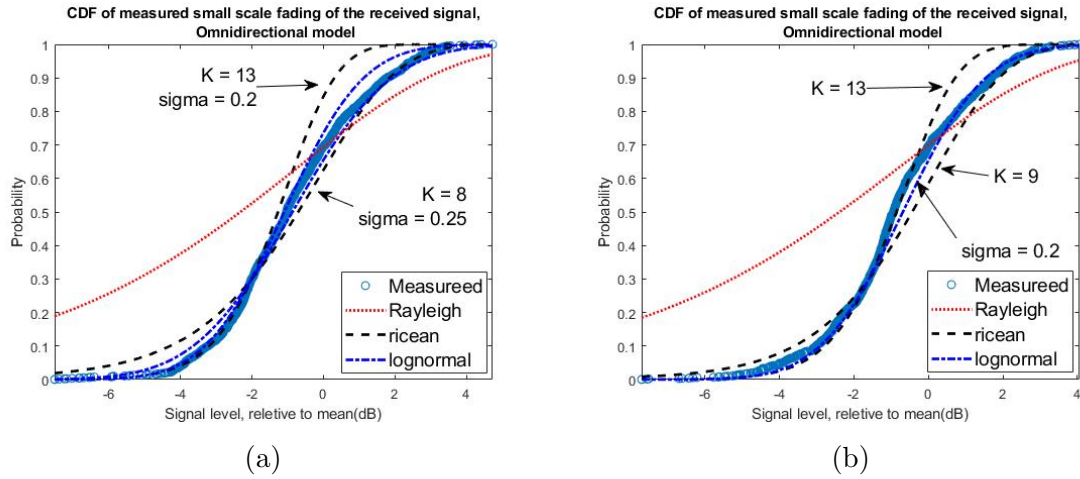 CDF of measured small scale fading of the received signal,
Omnidirectional model
1
0.9
0.8
0.7
0.6
0.5
0.4
0.3
0.2
0.1
0
Probability
K = 13
sigma = 0.2
K = 8
sigma = 0.25
Measureed
Rayleigh
ricean
lognormal
-6
-4
-2
0
2
4
Signal level, reletive to mean(dB)
(a)
CDF of measured small scale fading of the received signal,
Omnidirectional model
1
0.9
0.8
0.7
0.6
0.5
0.4
0.3
0.2
0.1
0
Probability
K = 13
K = 9
sigma = 0.2
Measureed
Rayleigh
ricean
lognormal
-6
-4
-2
0
2
4
Signal level, reletive to mean(dB)
(b)